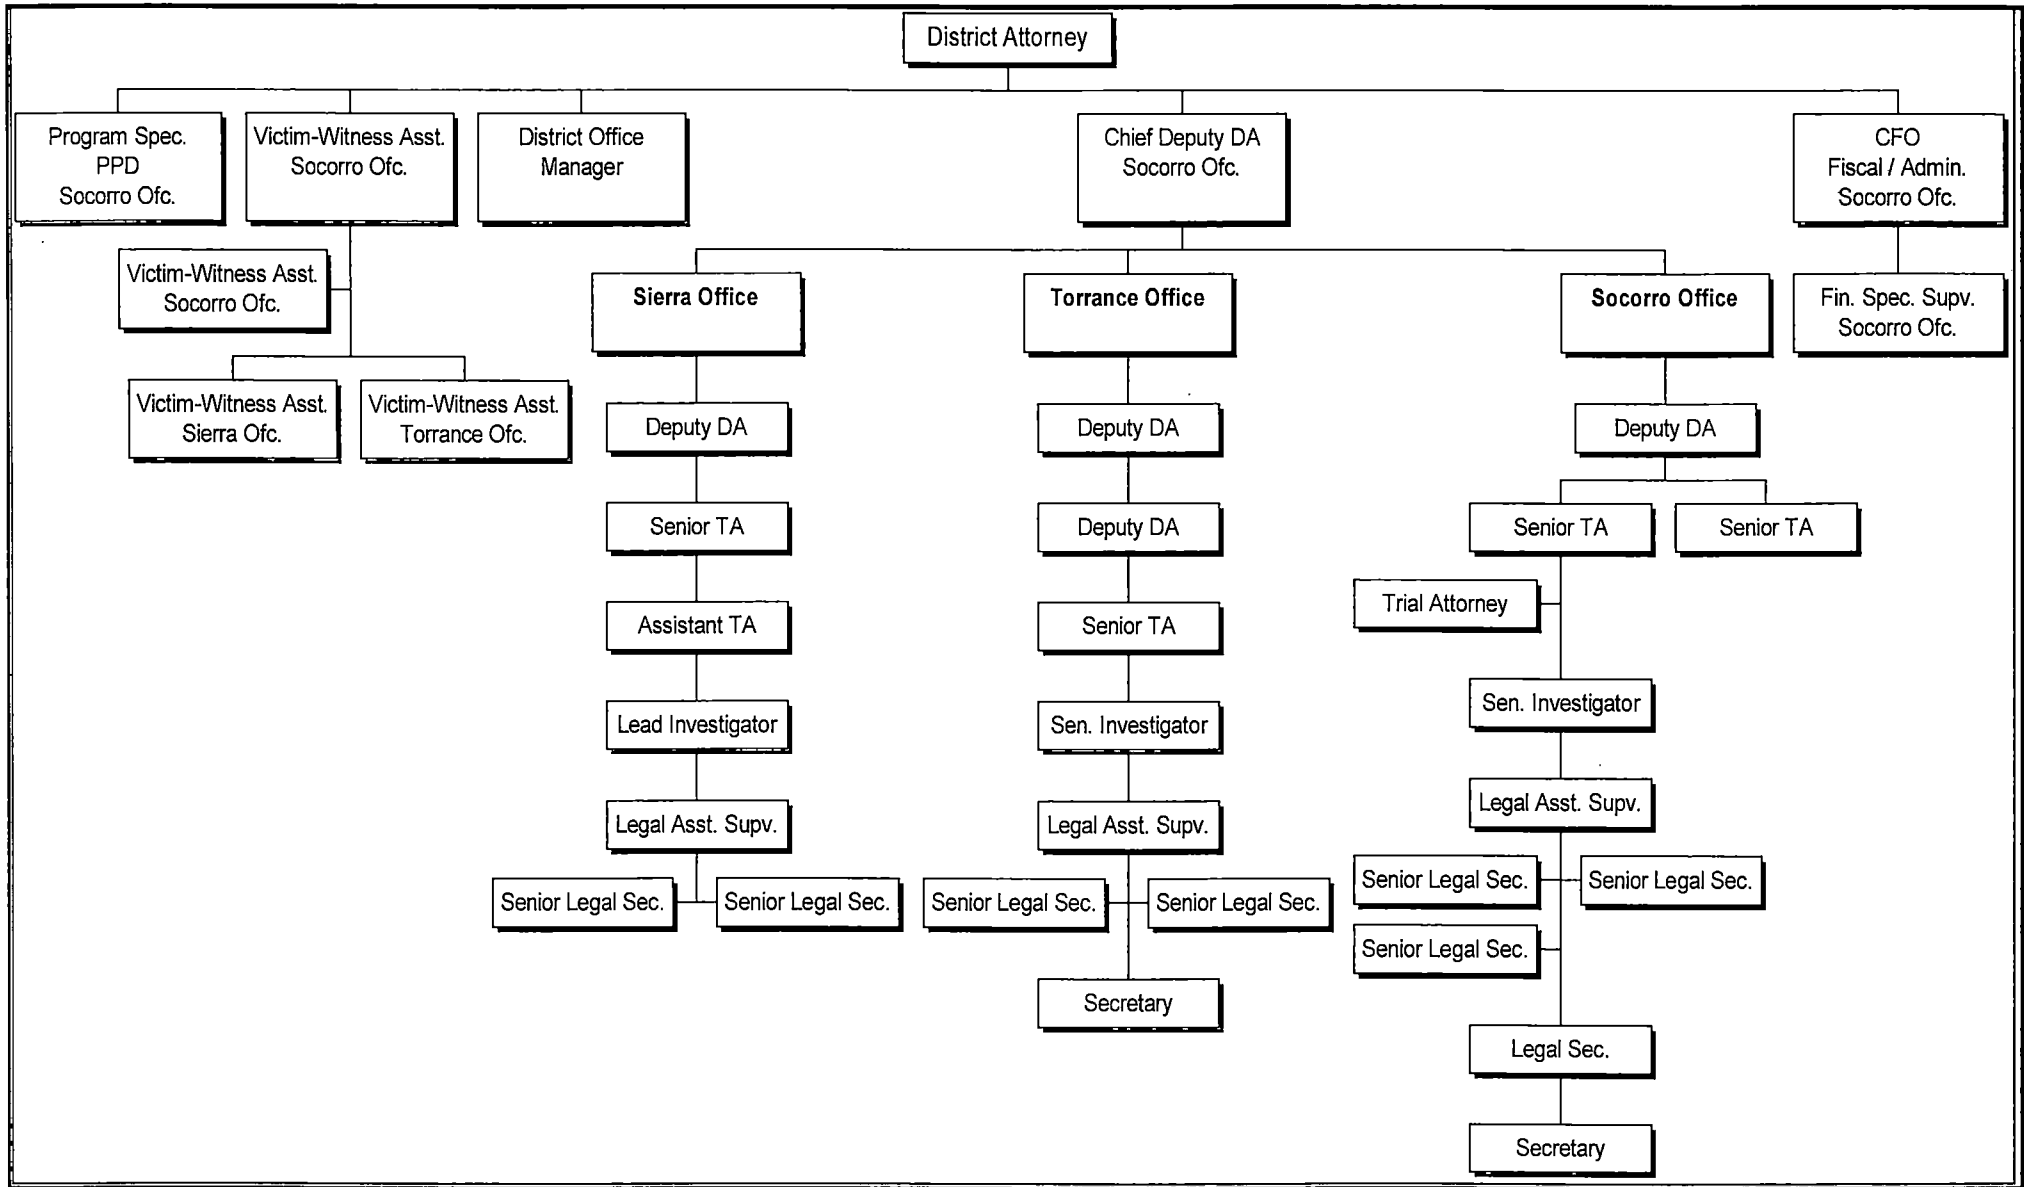 District Attorney
Program Spec.
PPD
Socorro Ofc.
Victim-Witness Asst.
Socorro Ofc.
District Office
Manager
Chief Deputy DA
Socorro Ofc.
CFO
Fiscal / Admin.
Socorro Ofc.
Victim-Witness Asst.
Socorro Ofc.
Victim-Witness Asst.
Sierra Ofc.
Victim-Witness Asst.
Torrance Ofc.
Sierra Office
Deputy DA
Senior TA
Assistant TA
Lead Investigator
Legal Asst. Supv.
Senior Legal Sec.
Senior Legal Sec.
Torrance Office
Deputy DA
Deputy DA
Senior TA
Sen. Investigator
Legal Asst. Supv.
Senior Legal Sec.
Senior Legal Sec.
Secretary
Socorro Office
Deputy DA
Senior TA
Senior TA
Trial Attorney
Sen. Investigator
Legal Asst. Supv.
Senior Legal Sec.
Senior Legal Sec.
Senior Legal Sec.
Legal Sec.
Secretary
Fin. Spec. Supv.
Socorro Ofc.